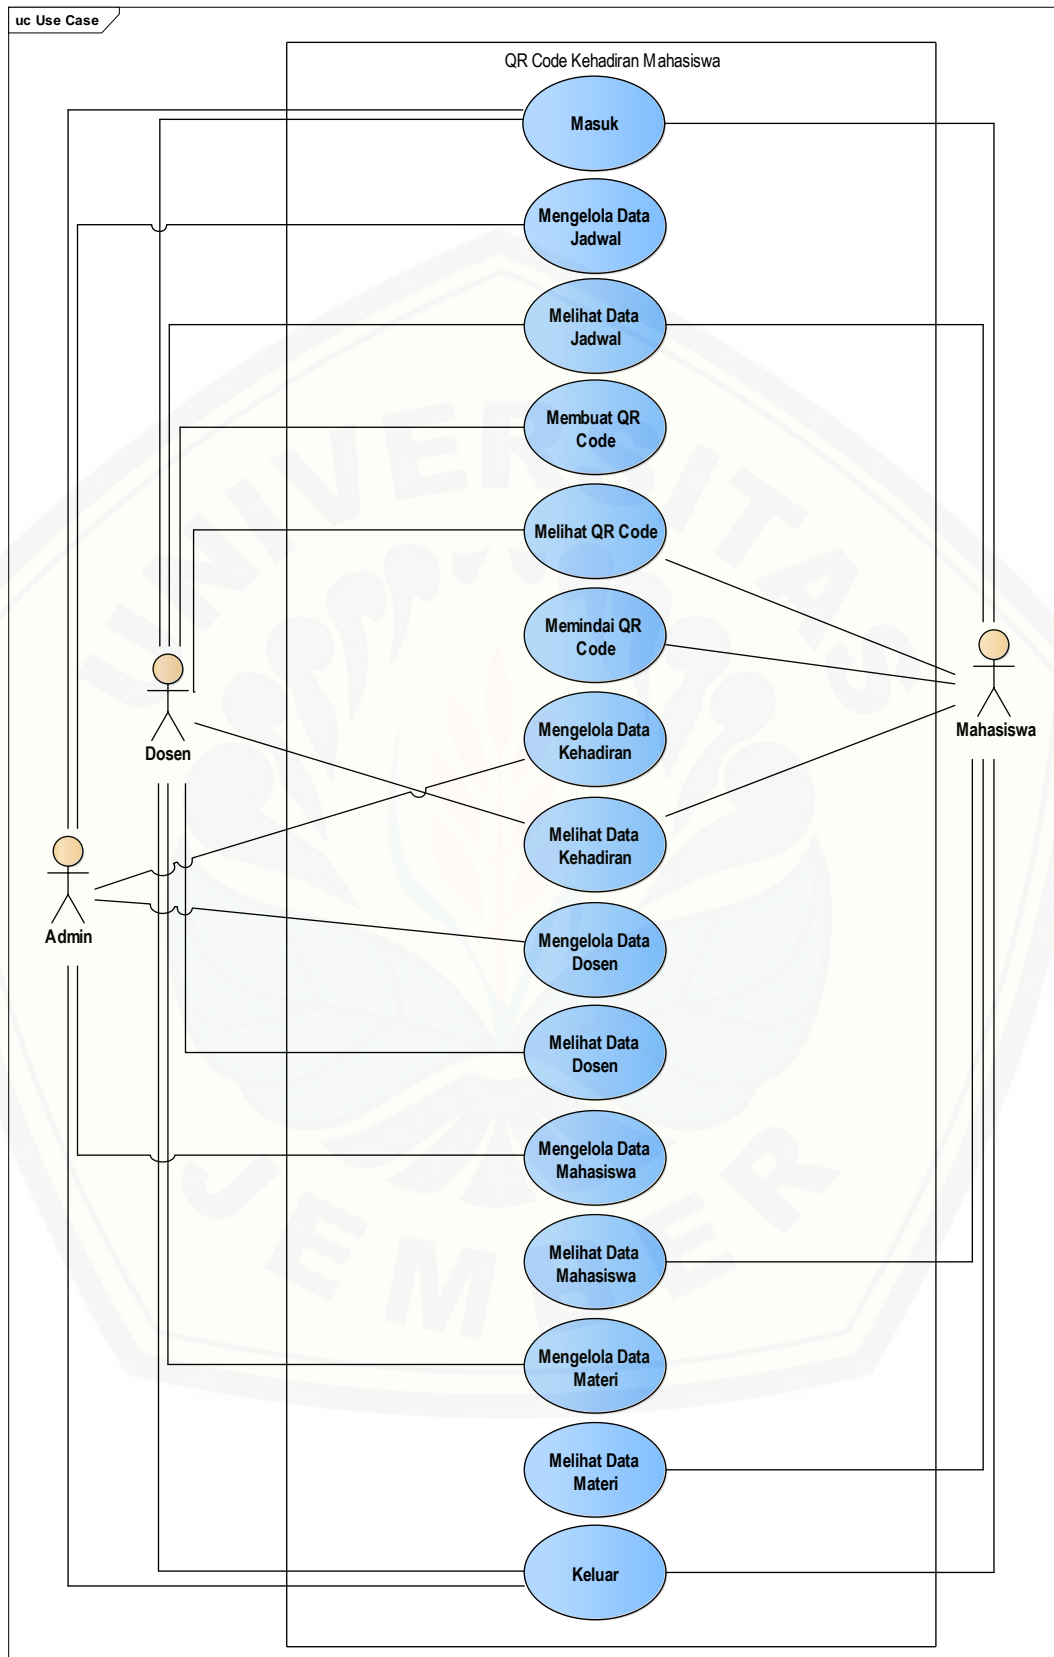 uc Use Case
QR Code Kehadiran Mahasiswa
Masuk
Mengelola Data
Jadwal
Melihat Data
Jadwal
Membuat QR
Code
Melihat QR Code
Memindai QR
Code
Mengelola Data
Kehadiran
Melihat Data
Kehadiran
Mengelola Data
Dosen
Melihat Data
Dosen
Mengelola Data
Mahasiswa
Melihat Data
Mahasiswa
Mengelola Data
Materi
Melihat Data
Materi
Keluar
Dosen
Admin
Mahasiswa
UNIVERSITAS
JEMBER